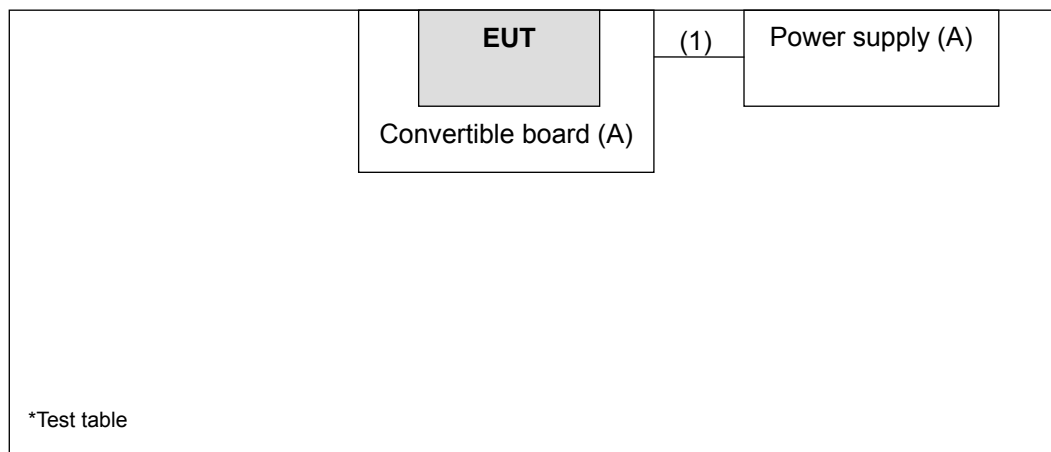 EUT
(1)
Power supply (A)
Convertible board (A)
*Test table